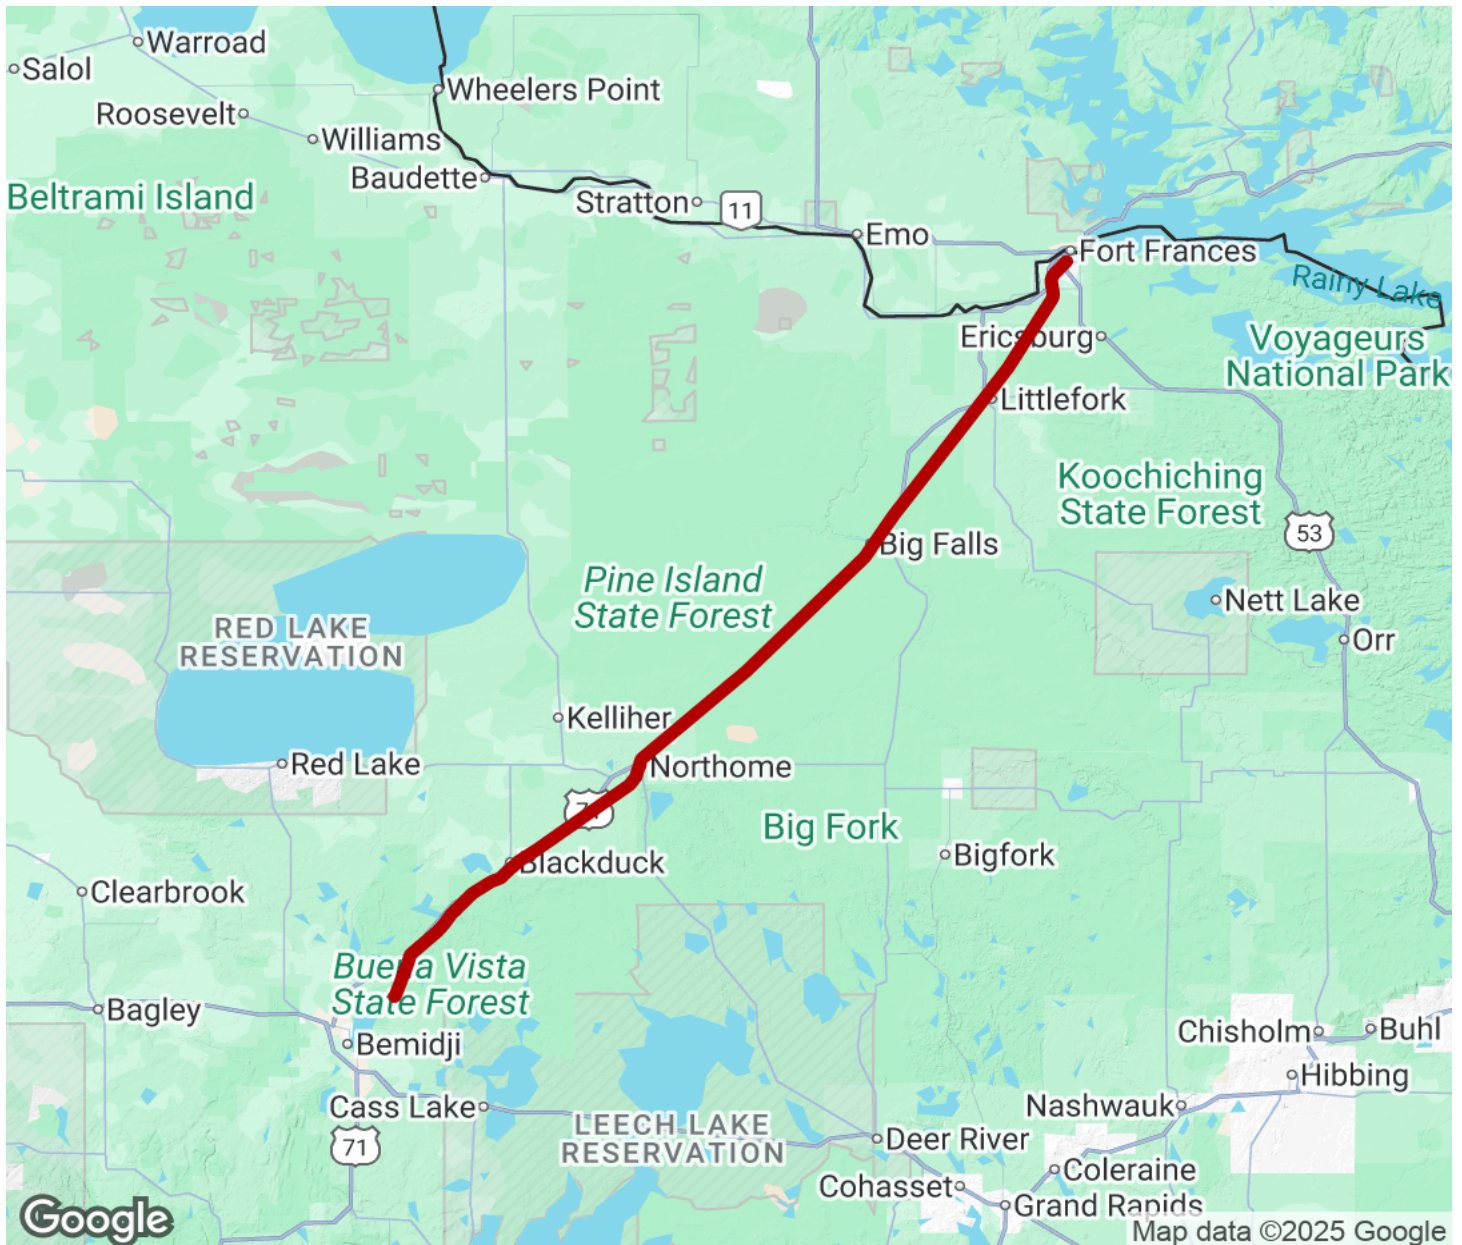 Warroad
Salol
Wheelers Point
Roosevelt
Williams
Baudette
Beltrami Island
Stratton
11
Emo
Fort Frances
Rainy Lake
Ericsburg
Voyageurs
National Park
Littlefork
Koochiching
State Forest
53
Big Falls
Pine Island
State Forest
Nett Lake
RED LAKE
RESERVATION
Orr
Kelliher
Red Lake
Northome
Big Fork
Bigfork
Blackduck
Clearbrook
Buena Vista
State Forest
Bagley
Bemidji
Chisholm
Buhl
Hibbing
Cass Lake
Nashwauk
LEECH LAKE
RESERVATION
71
Deer River
Coleraine
Cohasset
Grand Rapids
Google
Map data ©2025 Google